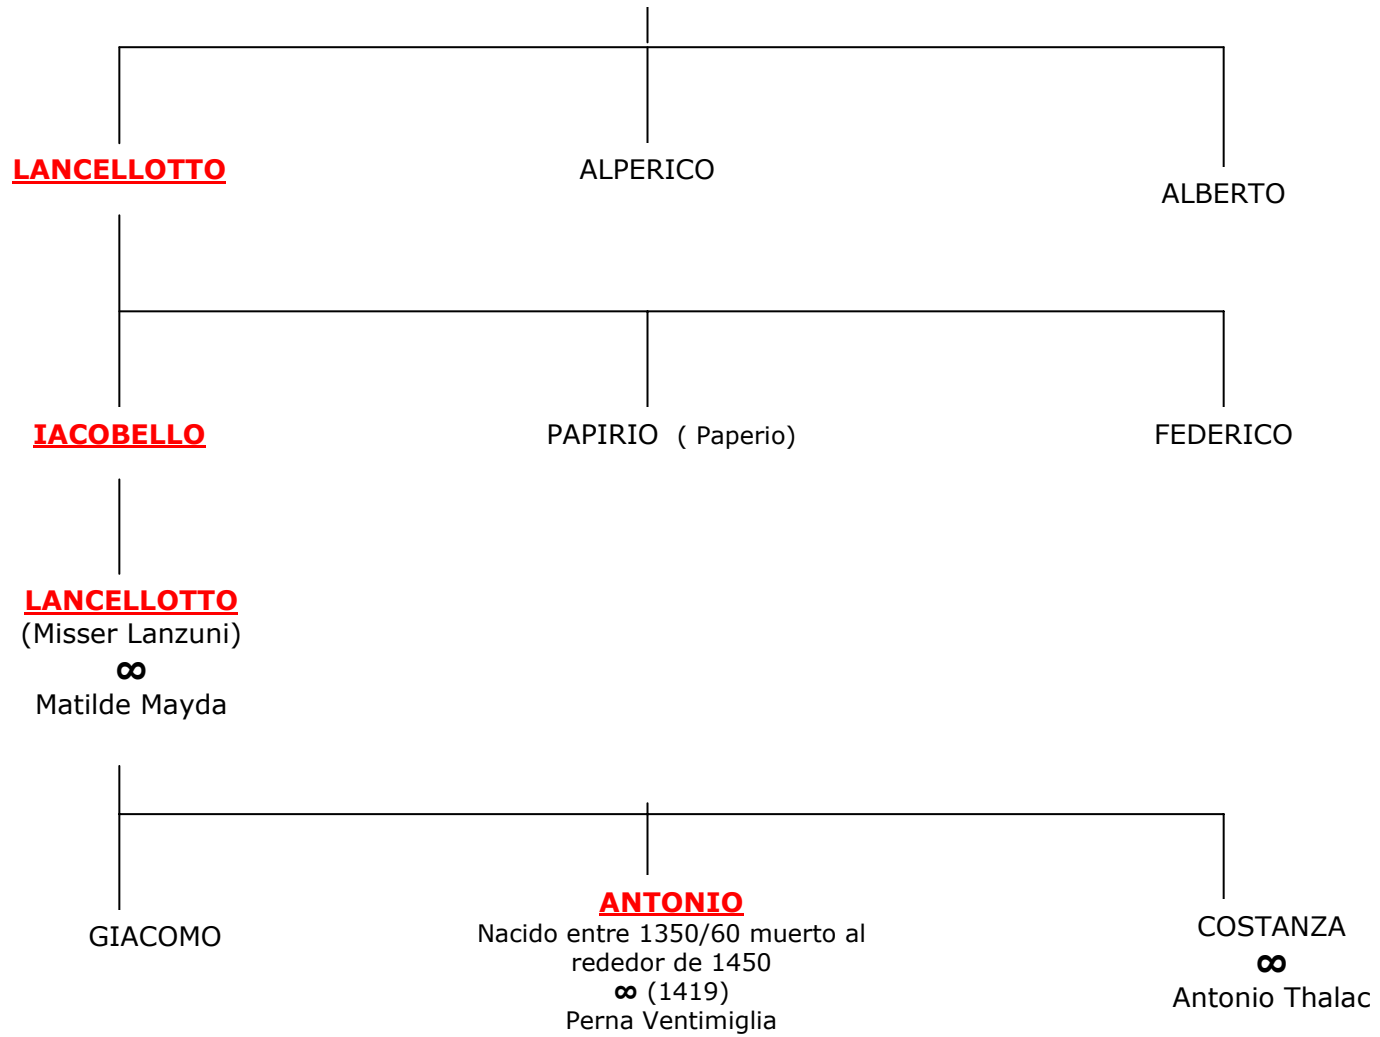 LANCELLOTTO
ALPERICO
ALBERTO
IACOBELLO
PAPIRIO ( Paperio)
FEDERICO
LANCELLOTTO
(Misser Lanzuni)
∞
Matilde Mayda
GIACOMO
ANTONIO
Nacido entre 1350/60 muerto al
rededor de 1450
∞ (1419)
Perna Ventimiglia
COSTANZA
∞
Antonio Thalac